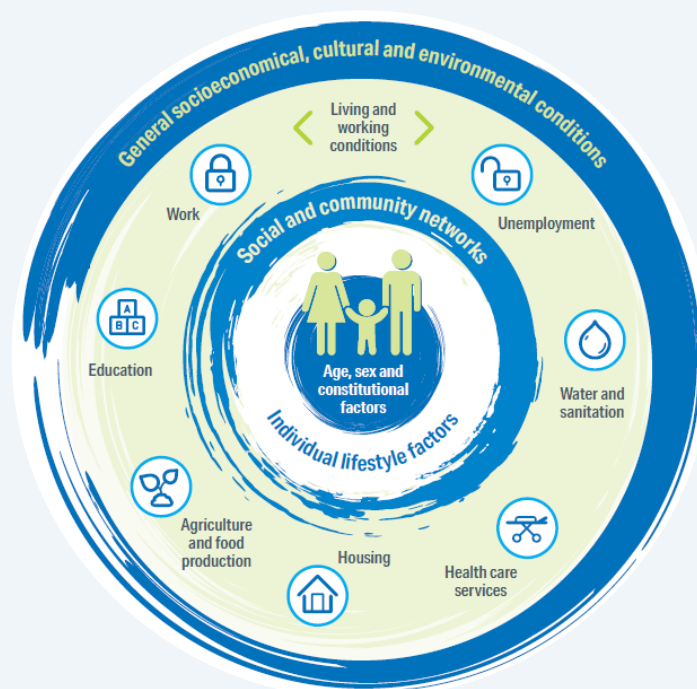 General socioeconomical, cultural and environmental conditions
Living and
working
conditions
Work
Unemployment
Social and community networks
A
B C
Education
Age, sex and
constitutional
factors
Water and
sanitation
Individual lifestyle factors
Agriculture
and food
production
Housing
Health care
services